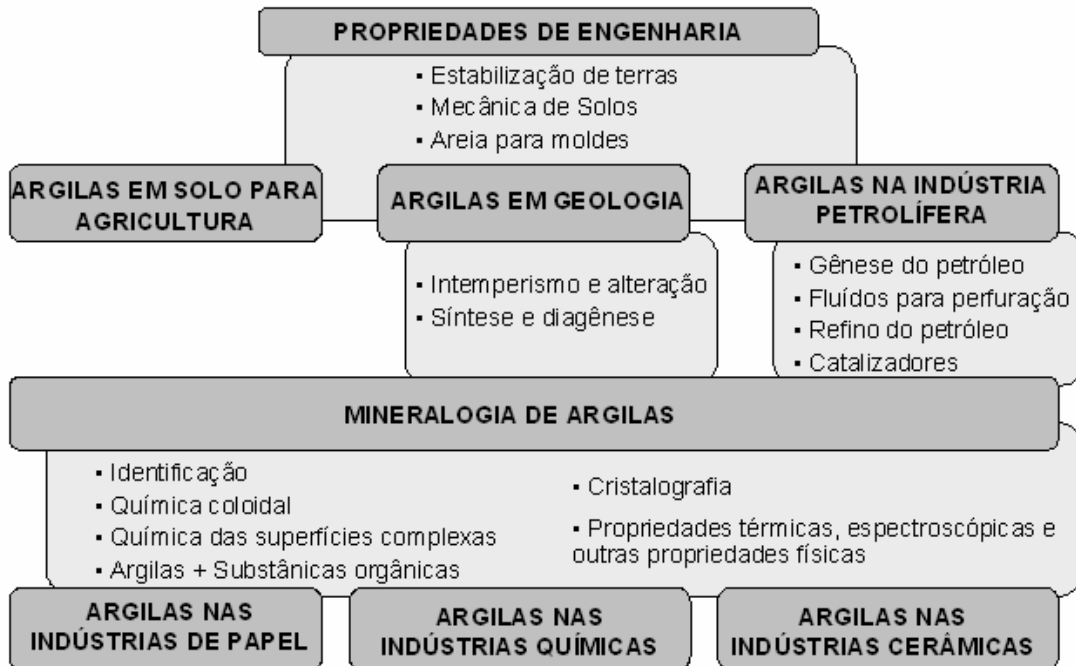 PROPRIEDADES DE ENGENHARIA
▪ Estabilização de terras
▪ Mecânica de Solos
▪ Areia para moldes
ARGILAS EM SOLO PARA
AGRICULTURA
ARGILAS EM GEOLOGIA
▪ Intemperismo e alteração
▪ Síntese e diagênese
ARGILAS NA INDÚSTRIA
PETROLÍFERA
▪ Gênese do petróleo
▪ Fluídos para perfuração
▪ Refino do petróleo
▪ Catalizadores
MINERALOGIA DE ARGILAS
▪ Identificação
▪ Química coloidal
▪ Química das superfícies complexas
▪ Argilas + Substânicas orgânicas
▪ Cristalografia
▪ Propriedades térmicas, espectroscópicas e
outras propriedades físicas
ARGILAS NAS
INDÚSTRIAS DE PAPEL
ARGILAS NAS
INDÚSTRIAS QUÍMICAS
ARGILAS NAS
INDÚSTRIAS CERÂMICAS